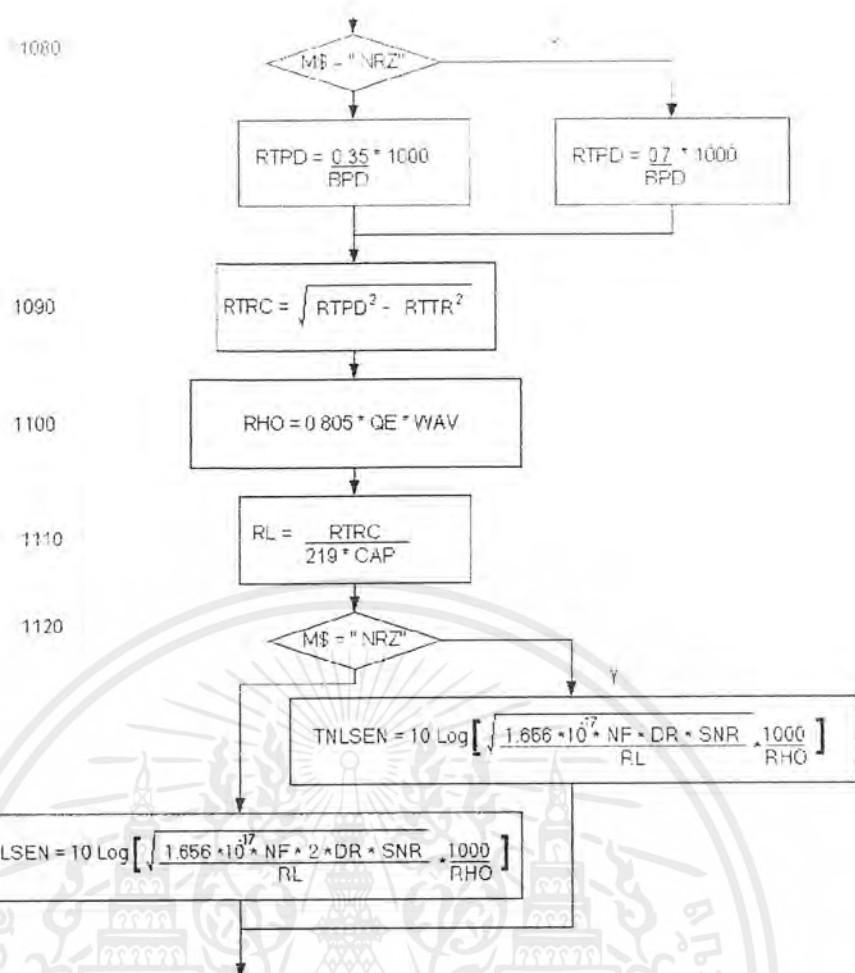 1080
M$ = "NRZ"
Y
RTPD = 0.35 * 1000
BPD
RTPD = 0.7 * 1000
BPD
1090
RTRC = √ RTPD² - RTTR²
1100
RHO = 0.805 * QE * WAV
1110
RL = RTRC
219 * CAP
1120
M$ = "NRZ"
Y
TNLSEN = 10 Log [ √ 1.656 * 10⁻¹⁷ * NF * DR * SNR * 1000 ]
RL RHO
LSEN = 10 Log [ √ 1.656 * 10⁻¹⁷ * NF * 2 * DR * SNR * 1000 ]
RL RHO